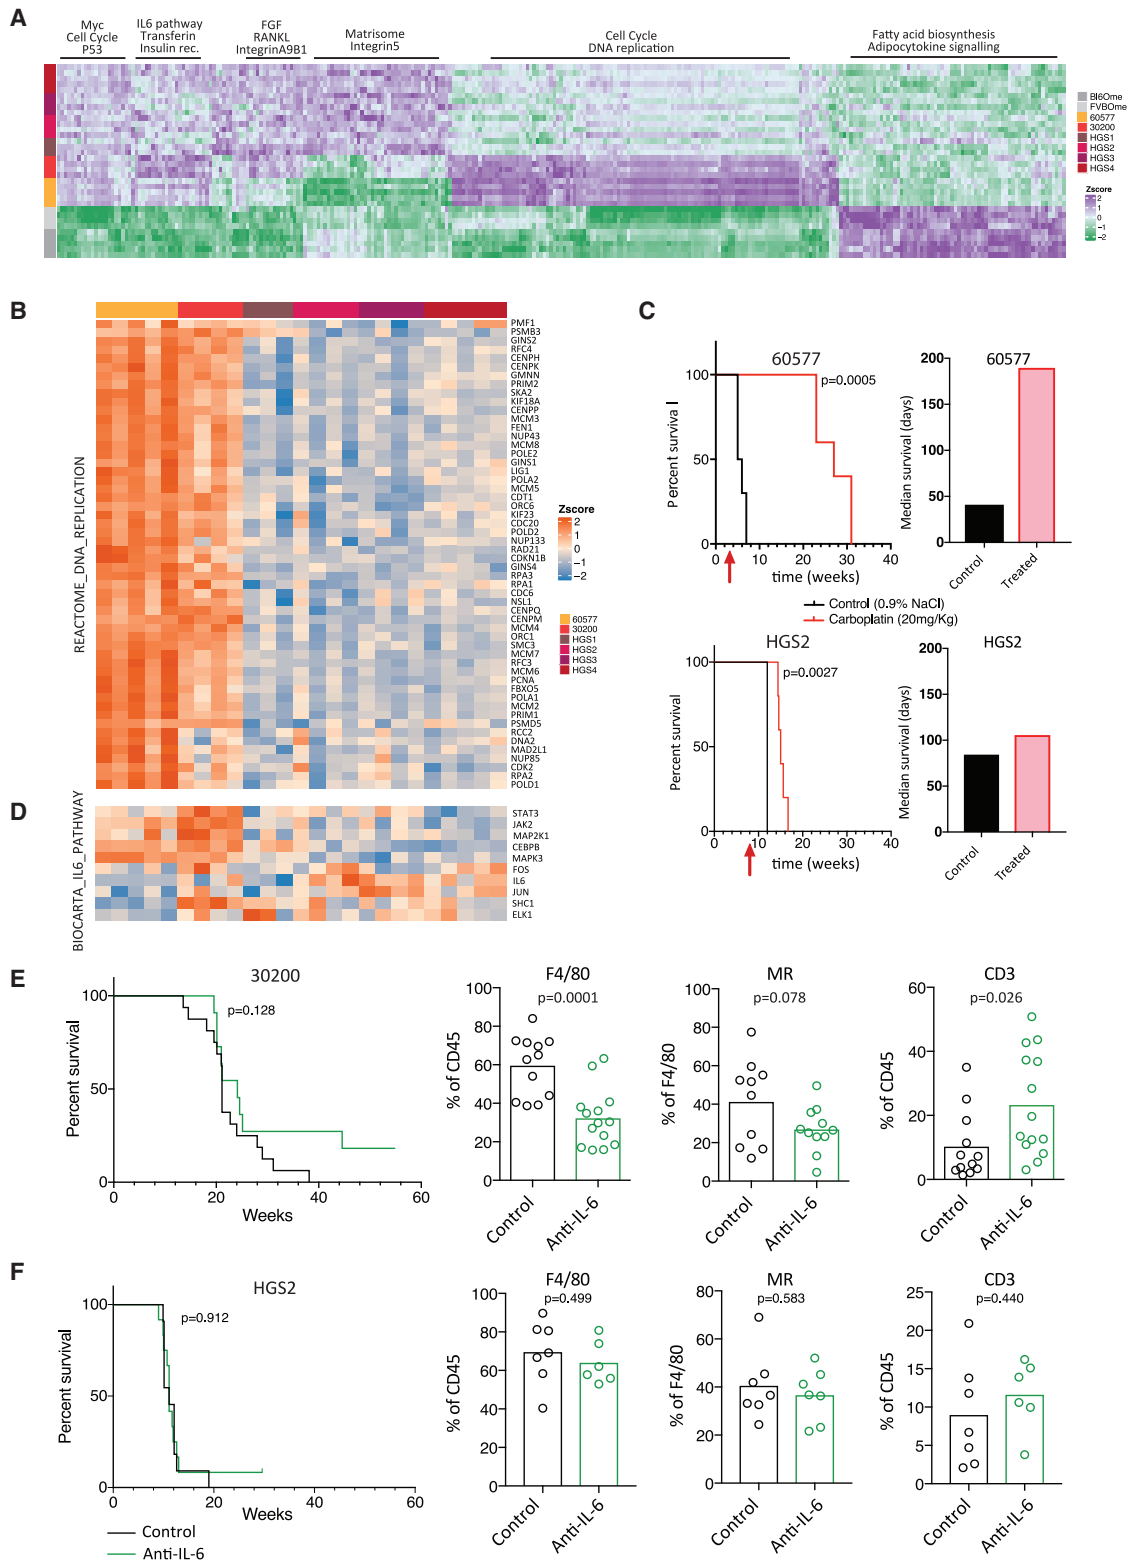 A
Myc
Cell Cycle
P53
IL6 pathway
Transferin
Insulin rec.
FGF
RANKL
IntegrinA9B1
Matrisome
Integrin5
Cell Cycle
DNA replication
Fatty acid biosynthesis
Adipocytokine signalling
Bl6Ome
FVBOme
60577
30200
HGS1
HGS2
HGS3
HGS4
Zscore
2
1
0
−1
−2
B
REACTOME_DNA_REPLICATION
PMF1
PSMB3
GINS2
RFC4
CENPH
CENPK
GMNN
PRIM2
SKA2
KIF18A
CENPP
MCM3
FEN1
NUP43
MCM8
POLE2
GINS1
LIG1
POLA2
MCM5
CDT1
ORC6
KIF23
CDC20
POLD2
NUP133
RAD21
CDKN1B
GINS4
RPA3
RPA1
CDC6
NSL1
CENPQ
CENPM
MCM4
ORC1
SMC3
MCM7
RFC3
MCM6
PCNA
FBXO5
POLA1
MCM2
PRIM1
PSMD5
RCC2
DNA2
MAD2L1
NUP85
CDK2
RPA2
POLD1
Zscore
2
1
0
−1
−2
60577
30200
HGS1
HGS2
HGS3
HGS4
C
60577
p=0.0005
Percent survival
100
50
0
0 10 20 30 40
time (weeks)
60577
Median survival (days)
200
150
100
50
0
Control
Treated
Control (0.9% NaCl)
Carboplatin (20mg/Kg)
HGS2
p=0.0027
Percent survival
100
50
0
0 10 20 30 40
time (weeks)
HGS2
Median survival (days)
200
150
100
50
0
Control
Treated
D
BIOCARTA_IL6_PATHWAY
STAT3
JAK2
MAP2K1
CEBPB
MAPK3
FOS
IL6
JUN
SHC1
ELK1
E
30200
p=0.128
Percent survival
100
50
0
0 20 40 60
Weeks
F4/80
p=0.0001
% of CD45
100
80
60
40
20
0
Control
Anti-IL-6
MR
p=0.078
% of F4/80
100
80
60
40
20
0
Control
Anti-IL-6
CD3
p=0.026
% of CD45
60
40
20
0
Control
Anti-IL-6
F
HGS2
p=0.912
Percent survival
100
50
0
0 20 40 60
Weeks
Control
Anti-IL-6
F4/80
p=0.499
% of CD45
100
80
60
40
20
0
Control
Anti-IL-6
MR
p=0.583
% of F4/80
80
60
40
20
0
Control
Anti-IL-6
CD3
p=0.440
% of CD45
25
20
15
10
5
0
Control
Anti-IL-6